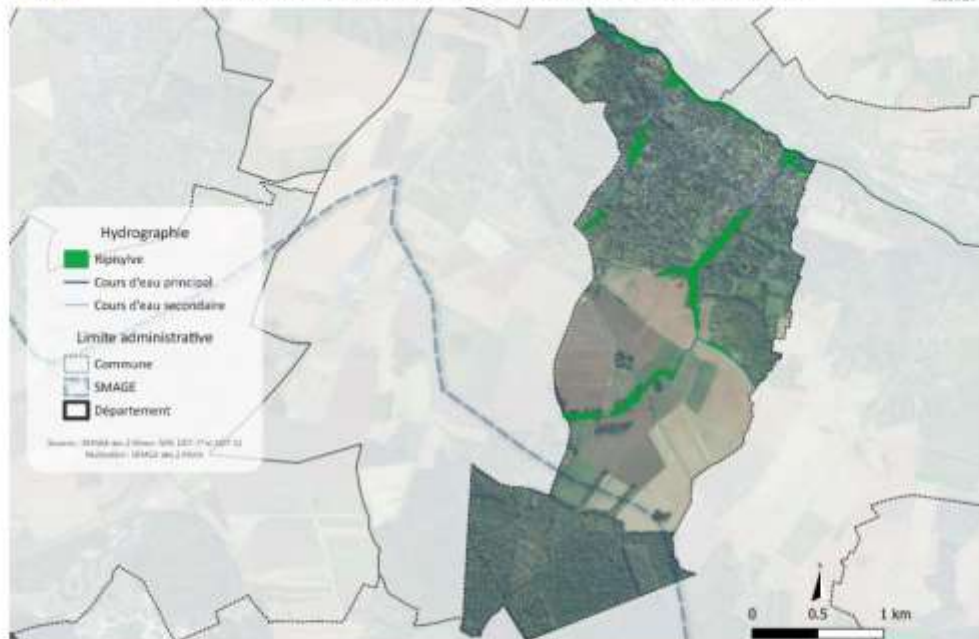 Hydrographie
Ripisylve
Cours d'eau principal
Cours d'eau secondaire
Limite administrative
Commune
SMAGE
Département
0 0.5 1 km